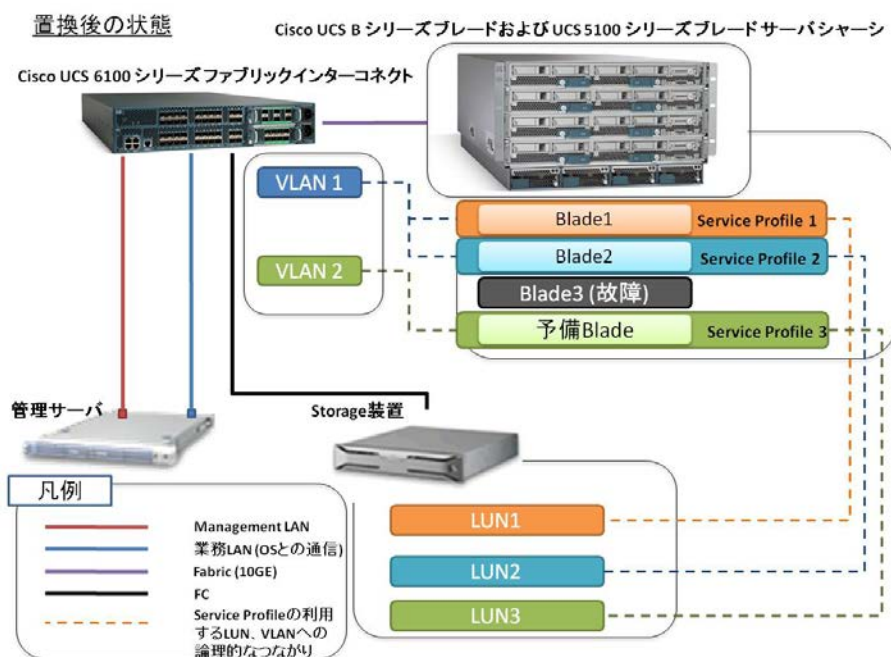 置換後の状態
Cisco UCS B シリーズブレードおよび UCS 5100 シリーズブレード サーバ シャーシ
Cisco UCS 6100 シリーズ ファブリックインターコネクト
VLAN 1
VLAN 2
Blade1
Service Profile 1
Blade2
Service Profile 2
Blade3 (故障)
予備Blade
Service Profile 3
管理サーバ
Storage装置
凡例
Management LAN
業務LAN (OSとの通信)
Fabric (10GE)
FC
Service Profileの利用
するLUN、VLANへの
論理的なつながり
LUN1
LUN2
LUN3